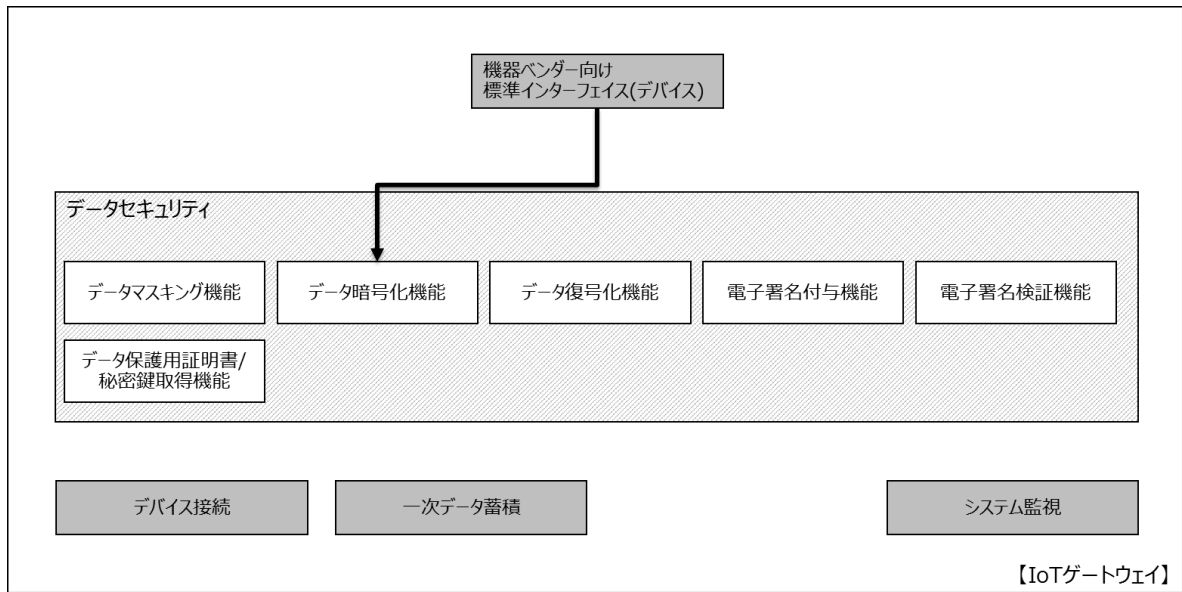 機器ベンダー向け
標準インターフェイス(デバイス)
データセキュリティ
データマスキング機能
データ暗号化機能
データ復号化機能
電子署名付与機能
電子署名検証機能
データ保護用証明書/
秘密鍵取得機能
デバイス接続
一次データ蓄積
システム監視
【IoTゲートウェイ】